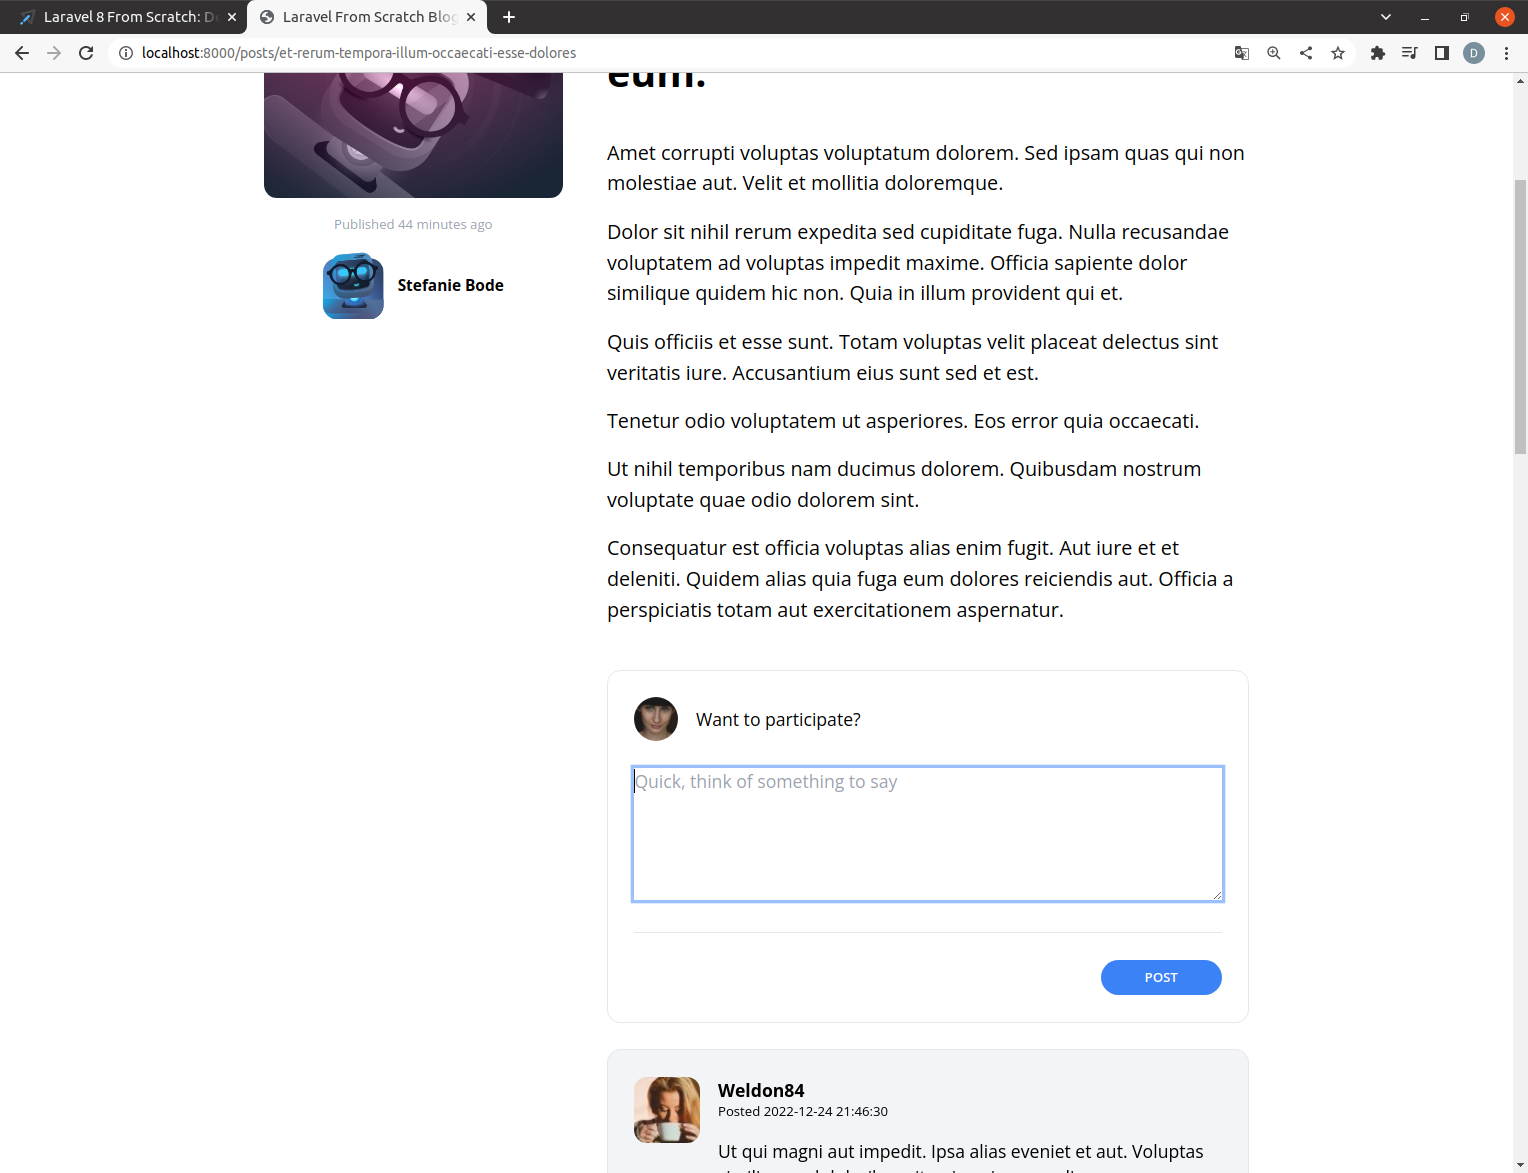 Laravel 8 From Scratch: D
Laravel From Scratch Blog
localhost:8000/posts/et-rerum-tempora-illum-occaecati-esse-dolores
D
eum.
Amet corrupti voluptas voluptatum dolorem. Sed ipsam quas qui non
molestiae aut. Velit et mollitia doloremque.
Published 44 minutes ago
Stefanie Bode
Dolor sit nihil rerum expedita sed cupiditate fuga. Nulla recusandae
voluptatem ad voluptas impedit maxime. Officia sapiente dolor
similique quidem hic non. Quia in illum provident qui et.
Quis officiis et esse sunt. Totam voluptas velit placeat delectus sint
veritatis iure. Accusantium eius sunt sed et est.
Tenetur odio voluptatem ut asperiores. Eos error quia occaecati.
Ut nihil temporibus nam ducimus dolorem. Quibusdam nostrum
voluptate quae odio dolorem sint.
Consequatur est officia voluptas alias enim fugit. Aut iure et et
deleniti. Quidem alias quia fuga eum dolores reiciendis aut. Officia a
perspiciatis totam aut exercitationem aspernatur.
Want to participate?
Quick, think of something to say
POST
Weldon84
Posted 2022-12-24 21:46:30
Ut qui magni aut impedit. Ipsa alias eveniet et aut. Voluptas